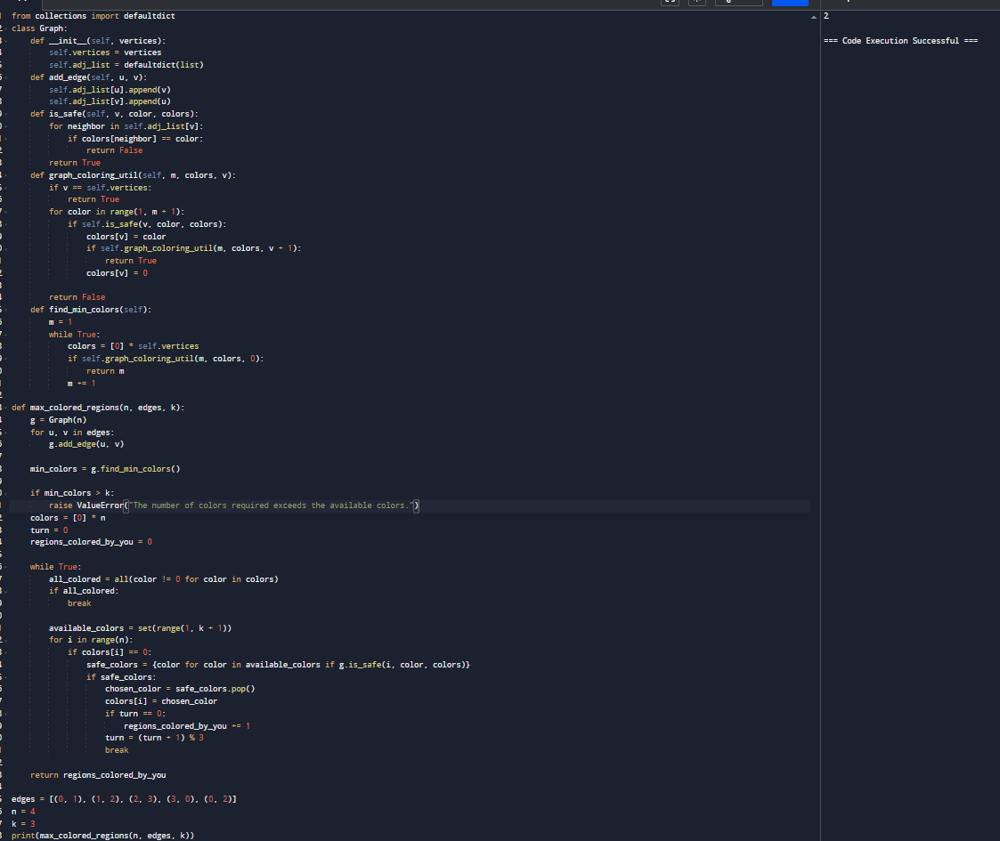 from collections import defaultdict
class Graph:
    def __init__(self, vertices):
        self.vertices = vertices
        self.adj_list = defaultdict(list)
    def add_edge(self, u, v):
        self.adj_list[u].append(v)
        self.adj_list[v].append(u)
    def is_safe(self, v, color, colors):
        for neighbor in self.adj_list[v]:
            if colors[neighbor] == color:
                return False
        return True
    def graph_coloring_util(self, m, colors, v):
        if v == self.vertices:
            return True
        for color in range(1, m + 1):
            if self.is_safe(v, color, colors):
                colors[v] = color
                if self.graph_coloring_util(m, colors, v + 1):
                    return True
                colors[v] = 0

        return False
    def find_min_colors(self):
        m = 1
        while True:
            colors = [0] * self.vertices
            if self.graph_coloring_util(m, colors, 0):
                return m
            m += 1

def max_colored_regions(n, edges, k):
    g = Graph(n)
    for u, v in edges:
        g.add_edge(u, v)

    min_colors = g.find_min_colors()

    if min_colors > k:
        raise ValueError("The number of colors required exceeds the available colors.")
    colors = [0] * n
    turn = 0
    regions_colored_by_you = 0

    while True:
        all_colored = all(color != 0 for color in colors)
        if all_colored:
            break

        available_colors = set(range(1, k + 1))
        for i in range(n):
            if colors[i] == 0:
                safe_colors = {color for color in available_colors if g.is_safe(i, color, colors)}
                if safe_colors:
                    chosen_color = safe_colors.pop()
                    colors[i] = chosen_color
                    if turn == 0:
                        regions_colored_by_you += 1
                    turn = (turn + 1) % 3
                    break

    return regions_colored_by_you

edges = [(0, 1), (1, 2), (2, 3), (3, 0), (0, 2)]
n = 4
k = 3
print(max_colored_regions(n, edges, k))
2
=== Code Execution Successful ===